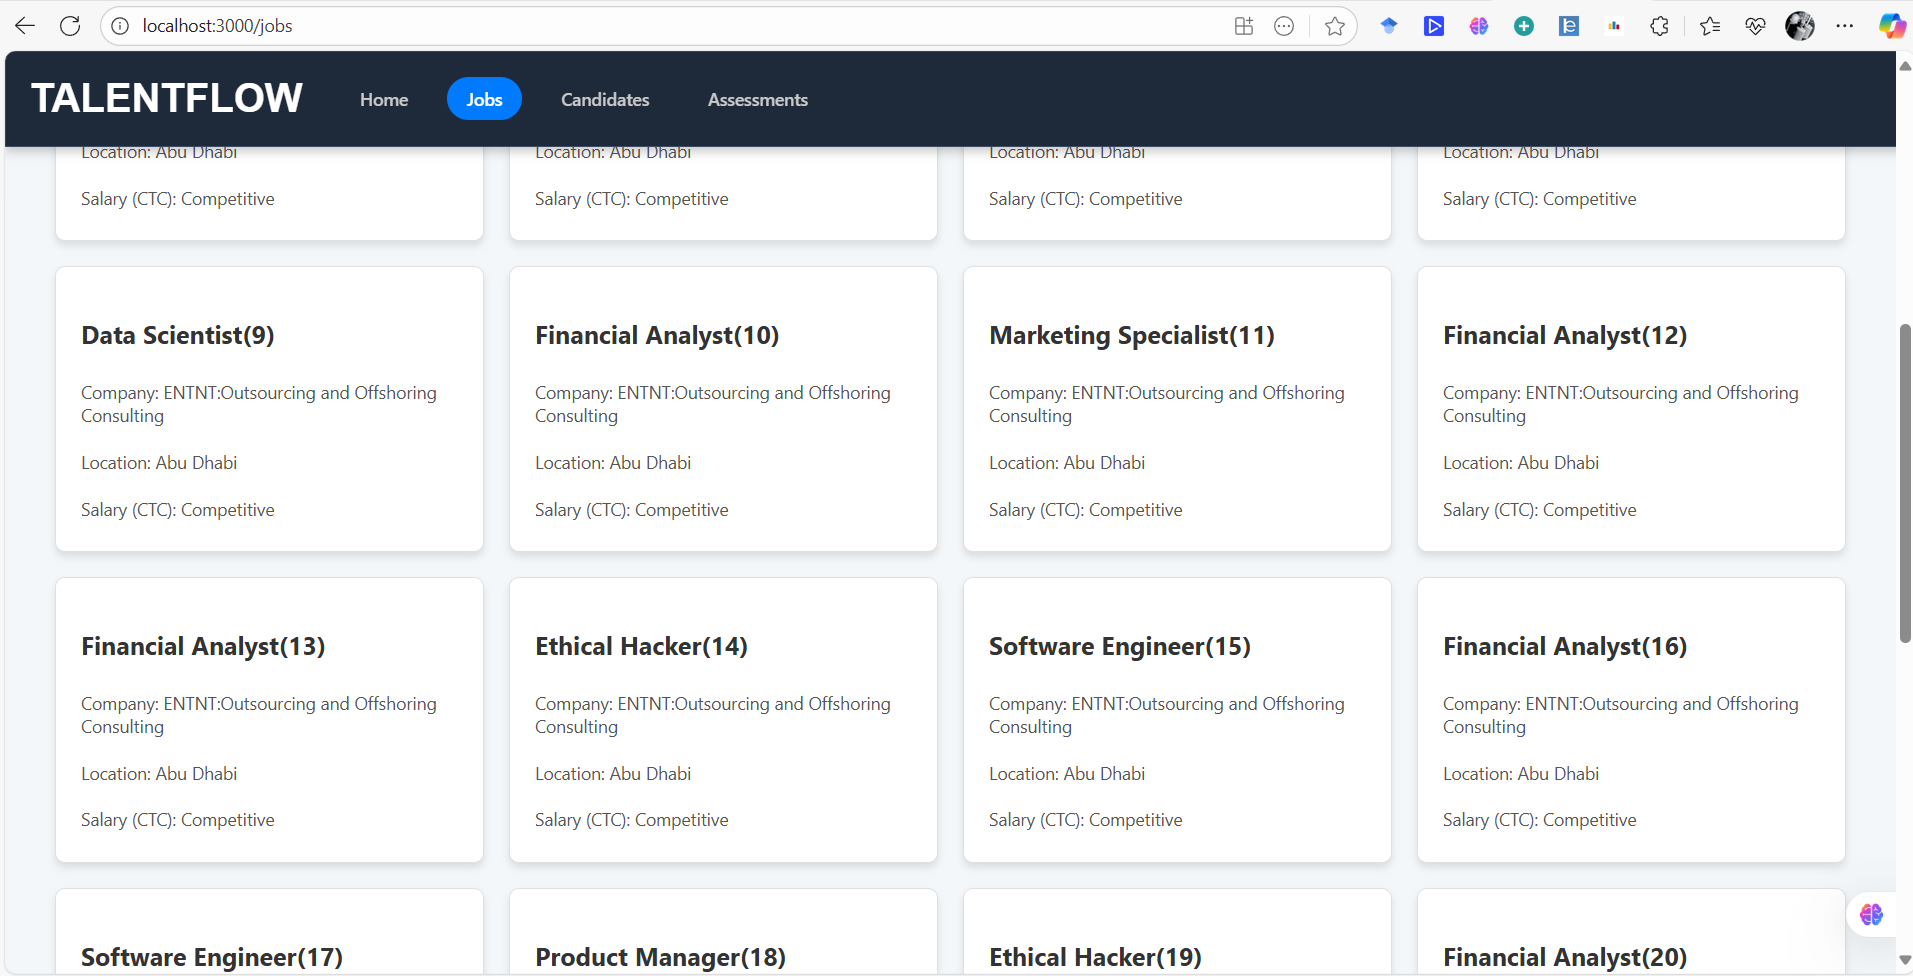 localhost:3000/jobs
TALENTFLOW
Home
Jobs
Candidates
Assessments
Location: Abu Dhabi
Location: Abu Dhabi
Location: Abu Dhabi
Location: Abu Dhabi
Salary (CTC): Competitive
Salary (CTC): Competitive
Salary (CTC): Competitive
Salary (CTC): Competitive
Data Scientist(9)
Company: ENTNT:Outsourcing and Offshoring
Consulting
Location: Abu Dhabi
Salary (CTC): Competitive
Financial Analyst(10)
Company: ENTNT:Outsourcing and Offshoring
Consulting
Location: Abu Dhabi
Salary (CTC): Competitive
Marketing Specialist(11)
Company: ENTNT:Outsourcing and Offshoring
Consulting
Location: Abu Dhabi
Salary (CTC): Competitive
Financial Analyst(12)
Company: ENTNT:Outsourcing and Offshoring
Consulting
Location: Abu Dhabi
Salary (CTC): Competitive
Financial Analyst(13)
Company: ENTNT:Outsourcing and Offshoring
Consulting
Location: Abu Dhabi
Salary (CTC): Competitive
Ethical Hacker(14)
Company: ENTNT:Outsourcing and Offshoring
Consulting
Location: Abu Dhabi
Salary (CTC): Competitive
Software Engineer(15)
Company: ENTNT:Outsourcing and Offshoring
Consulting
Location: Abu Dhabi
Salary (CTC): Competitive
Financial Analyst(16)
Company: ENTNT:Outsourcing and Offshoring
Consulting
Location: Abu Dhabi
Salary (CTC): Competitive
Software Engineer(17)
Product Manager(18)
Ethical Hacker(19)
Financial Analyst(20)